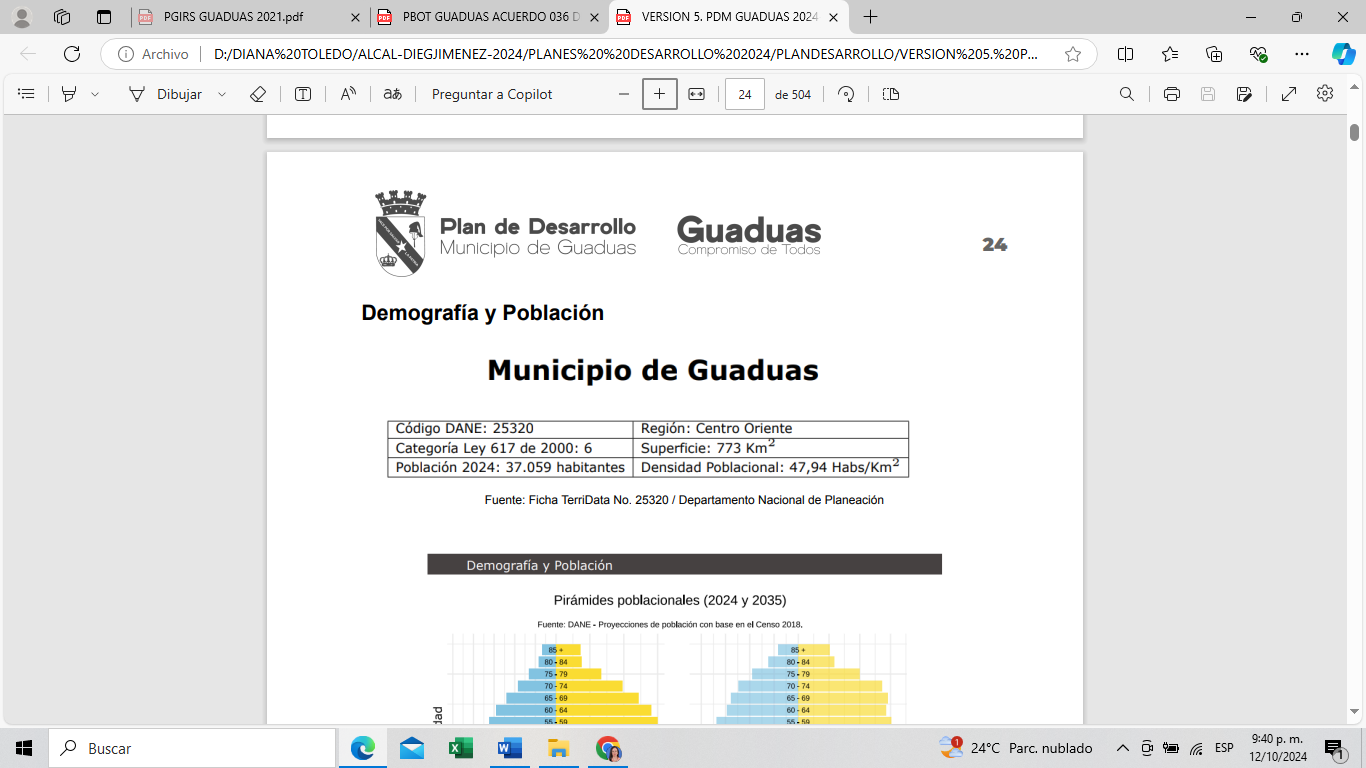 PGIRS GUADUAS 2021.pdf
PBOT GUADUAS ACUERDO 036 D
VERSION 5. PDM GUADUAS 2024
Archivo
D:/DIANA%20TOLEDO/ALCAL-DIEGJIMENEZ-2024/PLANES%20%20DESARROLLO%202024/PLANDESARROLLO/VERSION%205.%20P...
Dibujar
aあ
Preguntar a Copilot
24
de 504
Plan de Desarrollo
Municipio de Guaduas
Guaduas
Compromiso de Todos
24
Demografía y Población
Municipio de Guaduas
Código DANE: 25320 Región: Centro Oriente
Categoría Ley 617 de 2000: 6 Superficie: 773 Km²
Población 2024: 37.059 habitantes Densidad Poblacional: 47,94 Habs/Km²
Fuente: Ficha TerriData No. 25320 / Departamento Nacional de Planeación
Demografía y Población
Pirámides poblacionales (2024 y 2035)
Fuente: DANE - Proyecciones de población con base en el Censo 2018.
85 + 85 +
80 - 84 80 - 84
75 - 79 75 - 79
70 - 74 70 - 74
65 - 69 65 - 69
60 - 64 60 - 64
55 - 59 55 - 59
dad
Buscar
1
24°C Parc. nublado
ESP
9:40 p. m.
12/10/2024
1